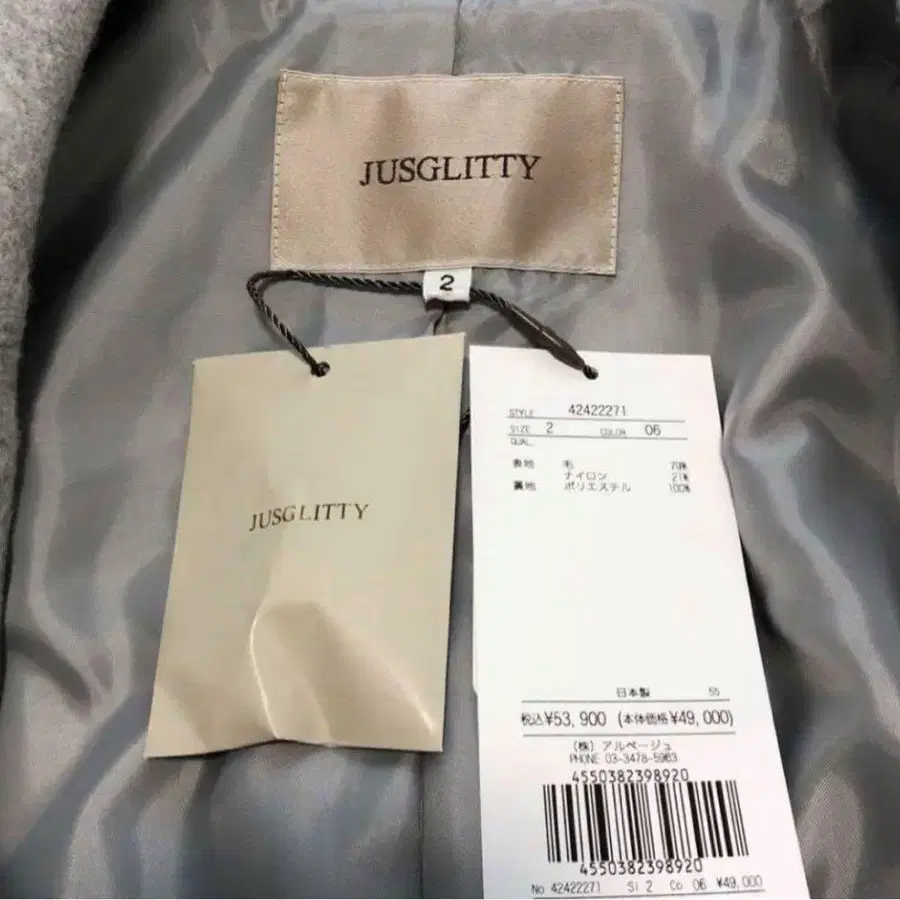 JUSGLITTY
2
JUSGLITTY
STYLE 42422271
SIZE 2 COLOR 06
QUAL.
表地 毛 79%
ナイロン 21%
裏地 ポリエステル 100%
日本製 55
税込¥53,900 (本体価格¥49,000)
(株) アルページュ
PHONE 03-3478-5963
4550382398920
4550382398920
No 42422271 Si 2 Co 06 ¥49,000